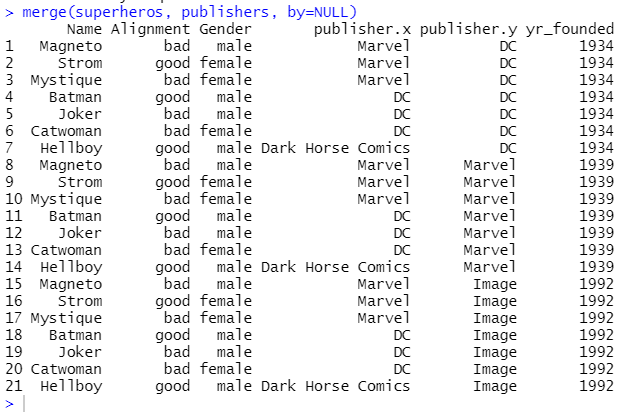 > merge(superheros, publishers, by=NULL)
Name Alignment Gender publisher.x publisher.y yr_founded
1 Magneto bad male Marvel DC 1934
2 Strom good female Marvel DC 1934
3 Mystique bad female Marvel DC 1934
4 Batman good male DC DC 1934
5 Joker bad male DC DC 1934
6 Catwoman bad female DC DC 1934
7 Hellboy good male Dark Horse Comics DC 1934
8 Magneto bad male Marvel Marvel 1939
9 Strom good female Marvel Marvel 1939
10 Mystique bad female Marvel Marvel 1939
11 Batman good male DC Marvel 1939
12 Joker bad male DC Marvel 1939
13 Catwoman bad female DC Marvel 1939
14 Hellboy good male Dark Horse Comics Marvel 1939
15 Magneto bad male Marvel Image 1992
16 Strom good female Marvel Image 1992
17 Mystique bad female Marvel Image 1992
18 Batman good male DC Image 1992
19 Joker bad male DC Image 1992
20 Catwoman bad female DC Image 1992
21 Hellboy good male Dark Horse Comics Image 1992
>